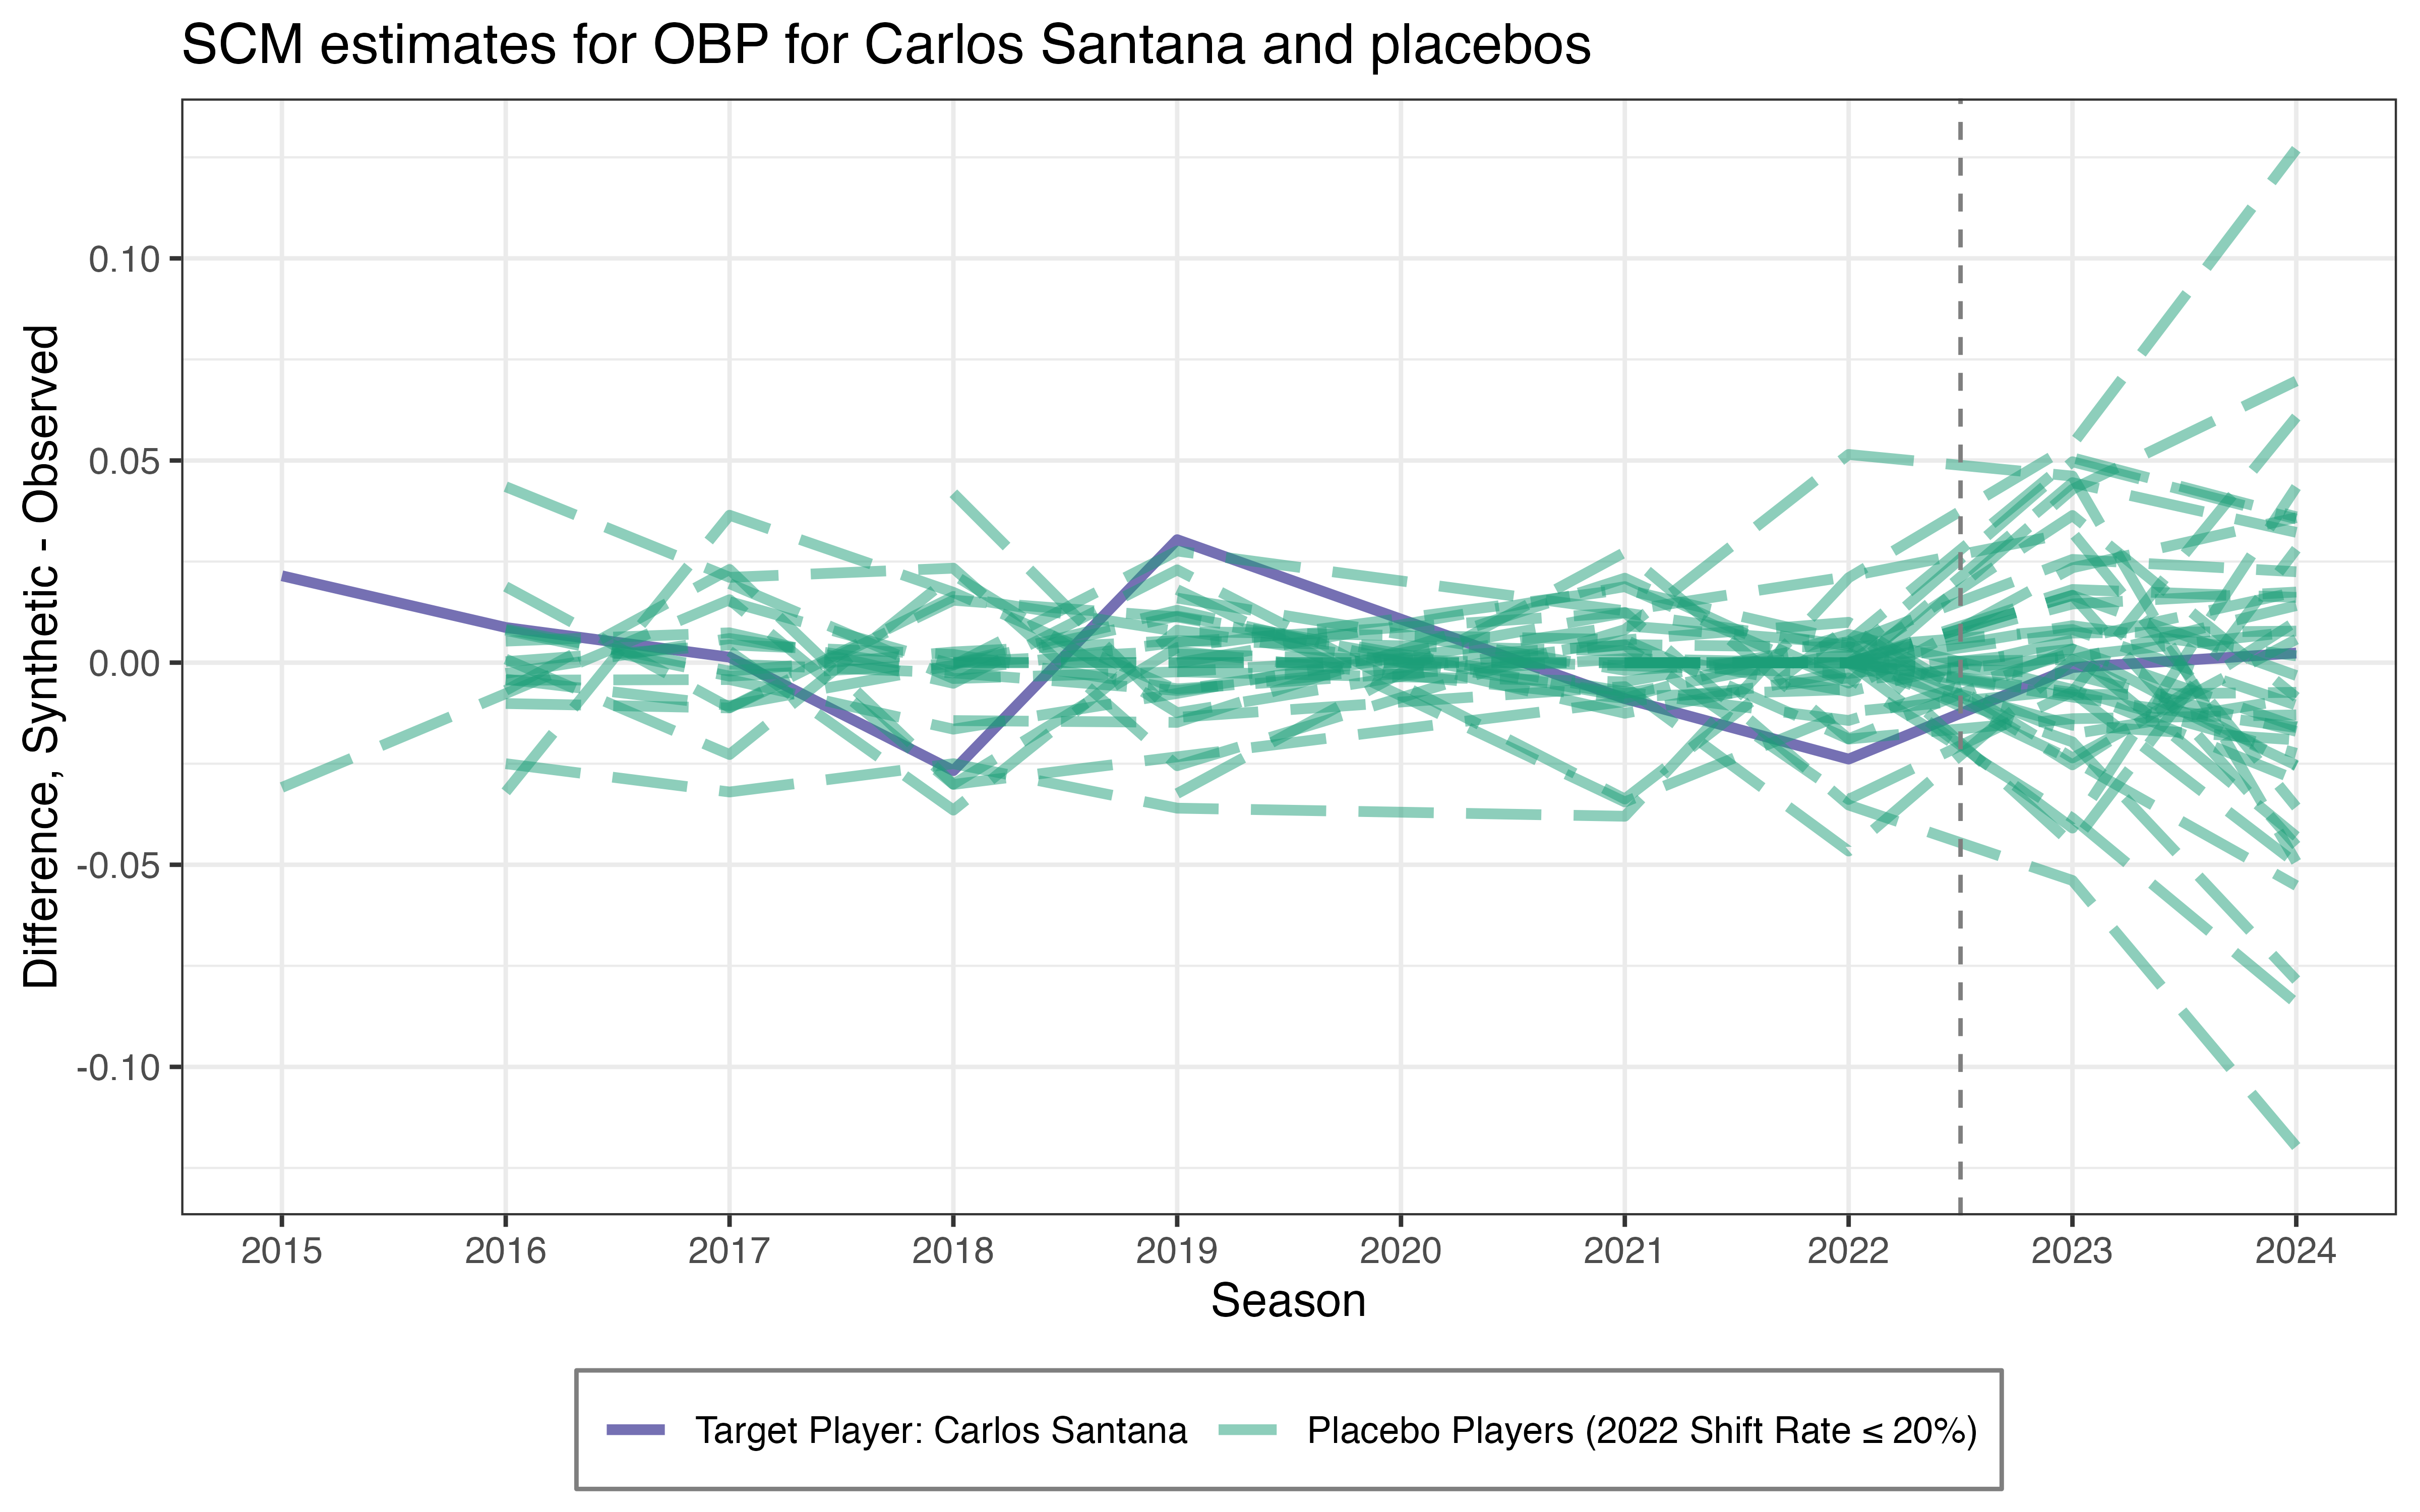 SCM estimates for OBP for Carlos Santana and placebos
Difference, Synthetic - Observed
0.10
0.05
0.00
-0.05
-0.10
2015 2016 2017 2018 2019 2020 2021 2022 2023 2024
Season
Target Player: Carlos Santana Placebo Players (2022 Shift Rate ≤ 20%)